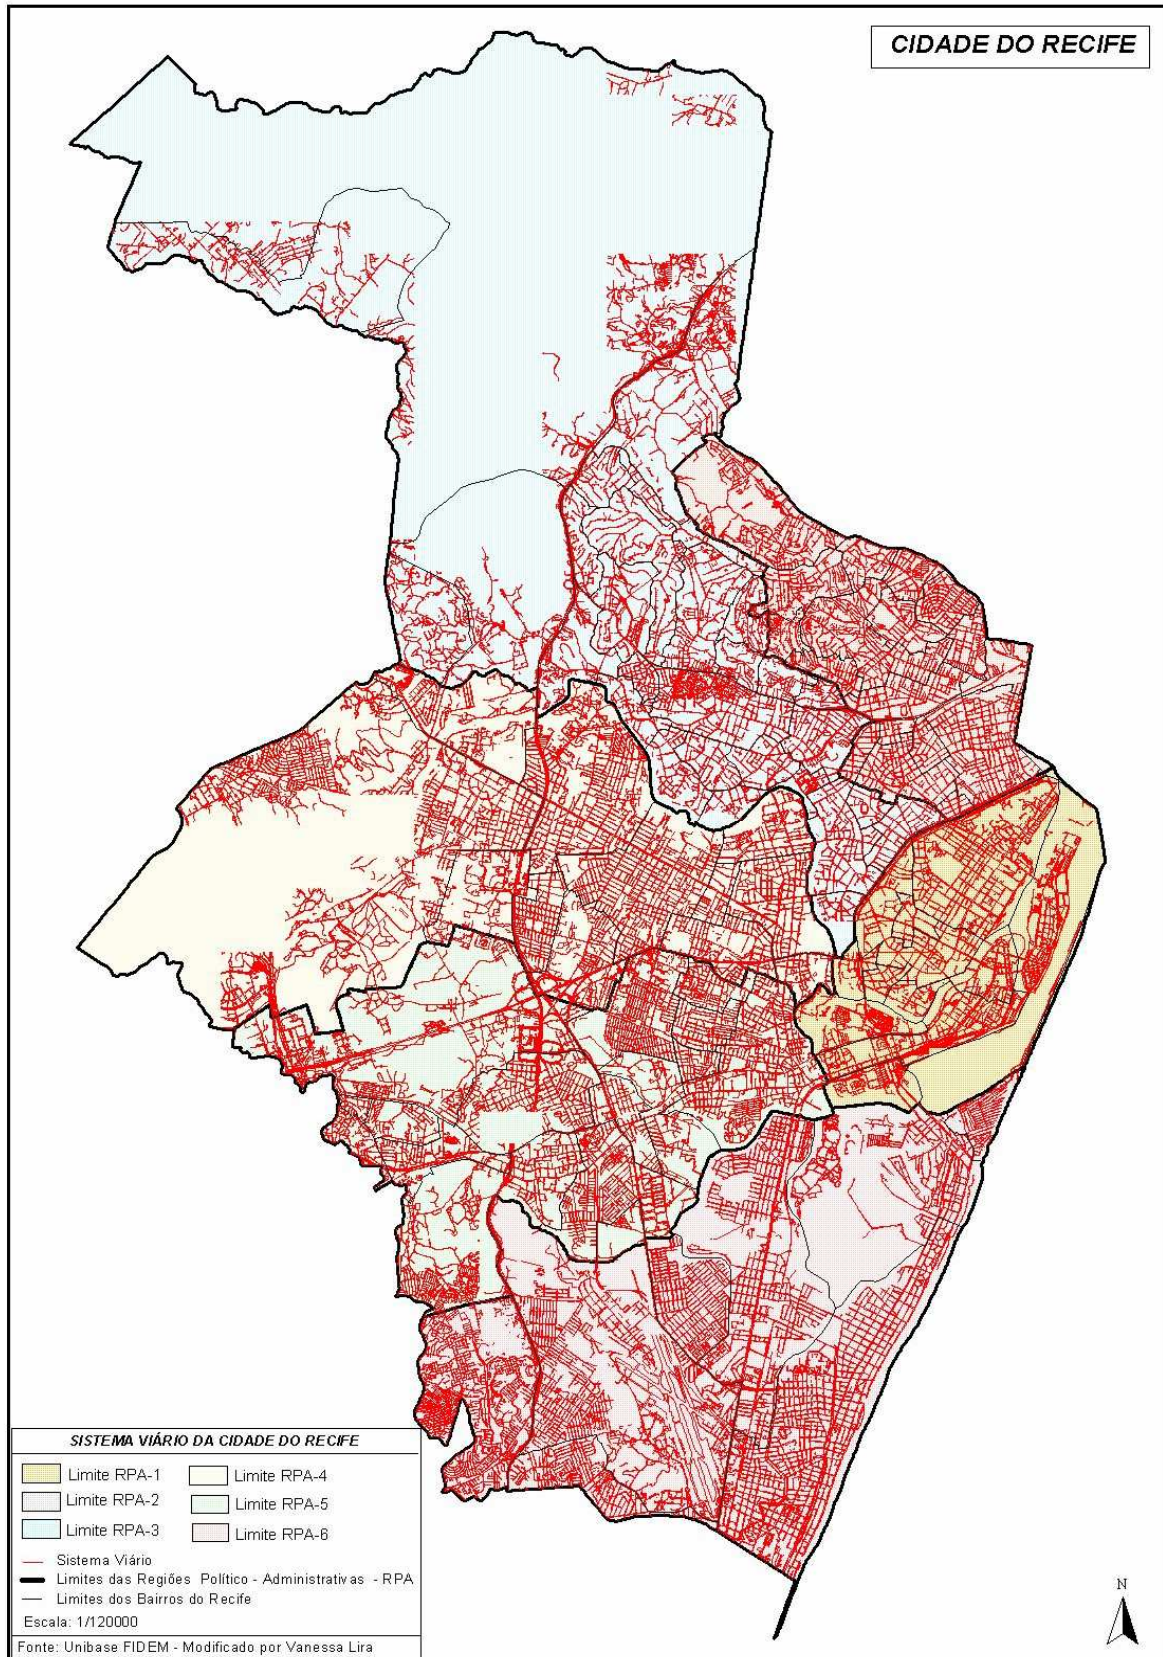 CIDADE DO RECIFE
SISTEMA VIÁRIO DA CIDADE DO RECIFE
Limite RPA-1
Limite RPA-4
Limite RPA-2
Limite RPA-5
Limite RPA-3
Limite RPA-6
Sistema Viário
Limites das Regiões Político - Administrativas - RPA
Limites dos Bairros do Recife
Escala: 1/120000
Fonte: Unibase FIDEM - Modificado por Vanessa Lira
N